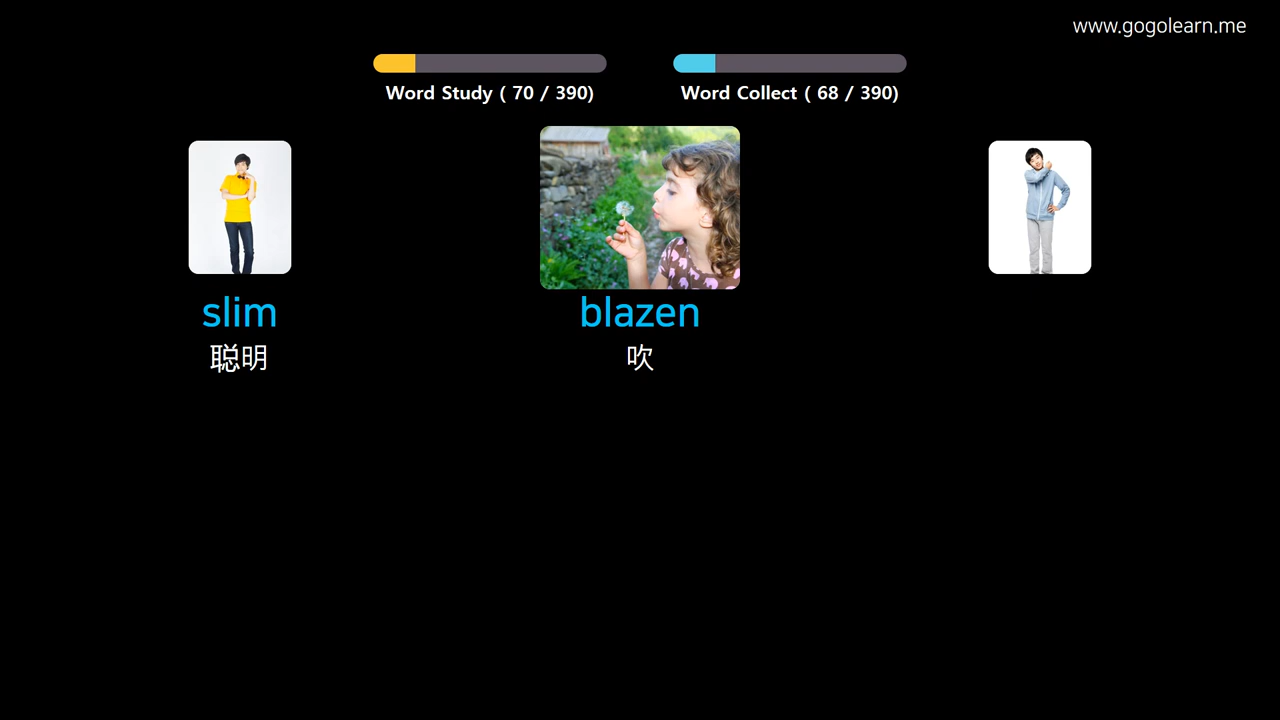 www.gogolearn.me
Word Study ( 70 / 390)
Word Collect ( 68 / 390)
slim
聪明
blazen
吹